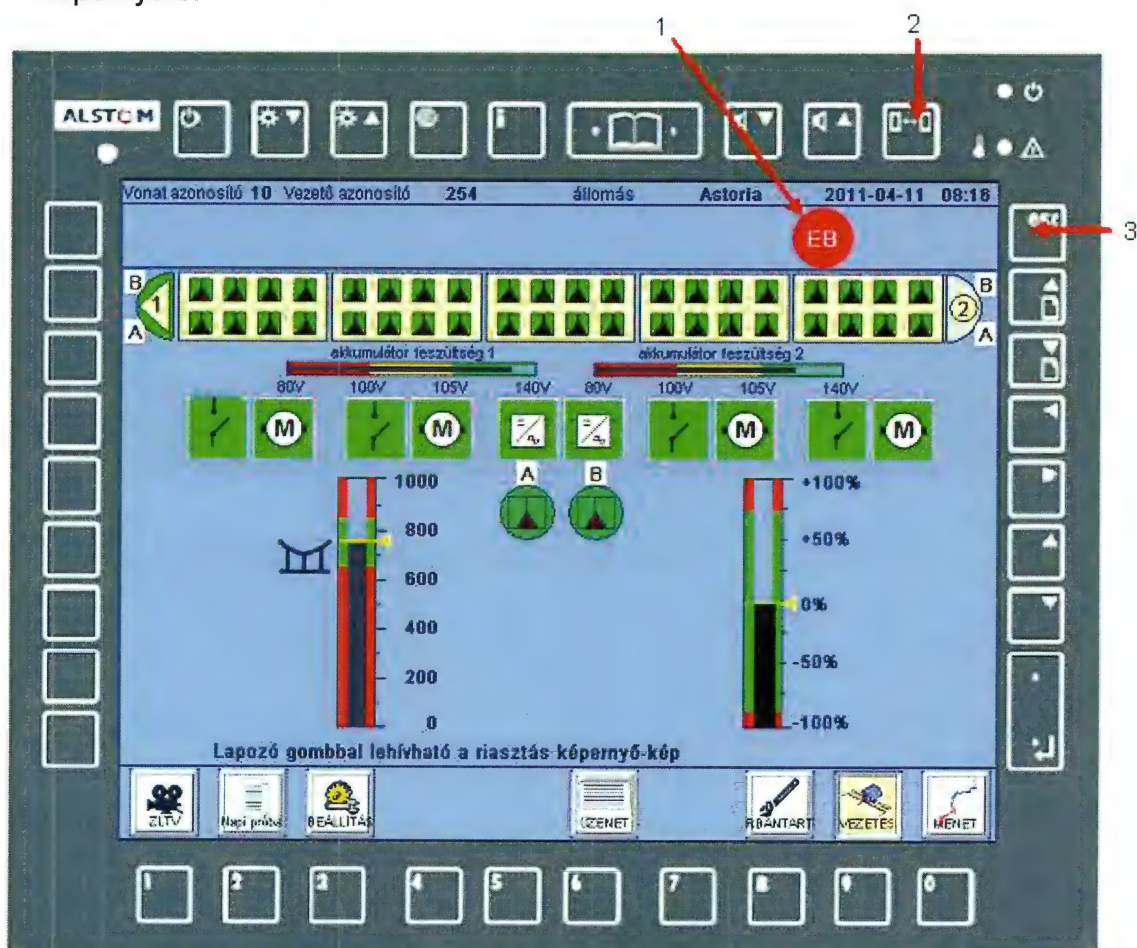 1
2
ALSTOM
i
Vonat azonosító 10 Vezető azonosító 254 állomás Astoria 2011-04-11 08:16
esc
3
EB
B
1
A
B
2
A
akkumulátor feszültség 1
akkumulátor feszültség 2
80V 100V 105V 140V 80V 100V 105V 140V
M
M
M
M
A B
1000
800
600
400
200
0
+100%
+50%
0%
-50%
-100%
Lapozó gombbal lehívható a riasztás képernyő-kép
ZLTV
Napi próba
BEÁLLITÁS
ÜZENET
RBANTART
VEZETÉS
MENET
1 2 3 4 5 6 7 8 9 0